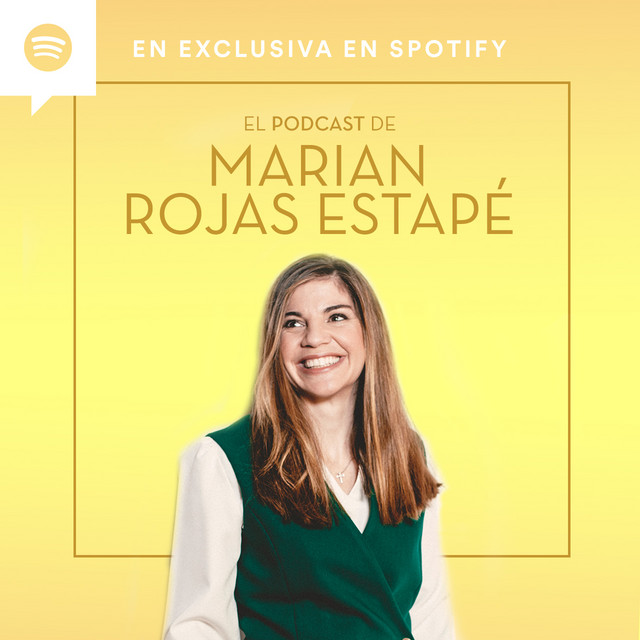 EN EXCLUSIVA EN SPOTIFY
EL PODCAST DE
MARIAN
ROJAS ESTAPÉ